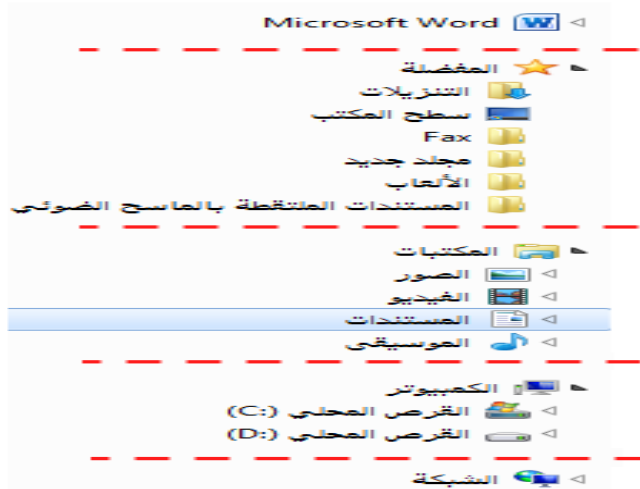 Microsoft Word
المفضلة
التنزيلات
سطح المكتب
Fax
مجلد جديد
الألعاب
المستندات الملتقطة بالماسح الضوئي
المكتبات
الصور
الفيديو
المستندات
الموسيقى
الكمبيوتر
القرص المحلي (C:)
القرص المحلي (D:)
الشبكة